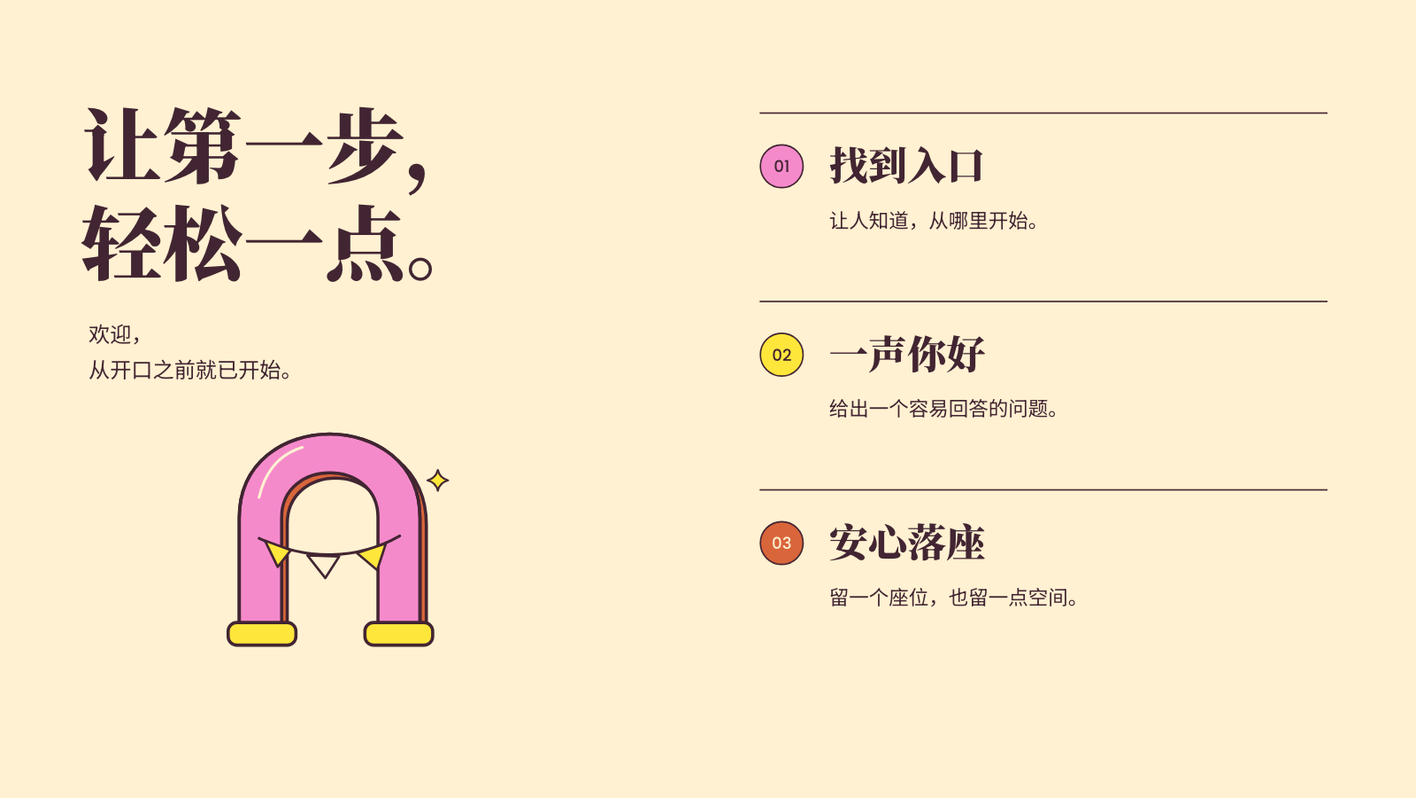 让第一步，
轻松一点。
欢迎，
从开口之前就已开始。
01
找到入口
让人知道，从哪里开始。
02
一声你好
给出一个容易回答的问题。
03
安心落座
留一个座位，也留一点空间。